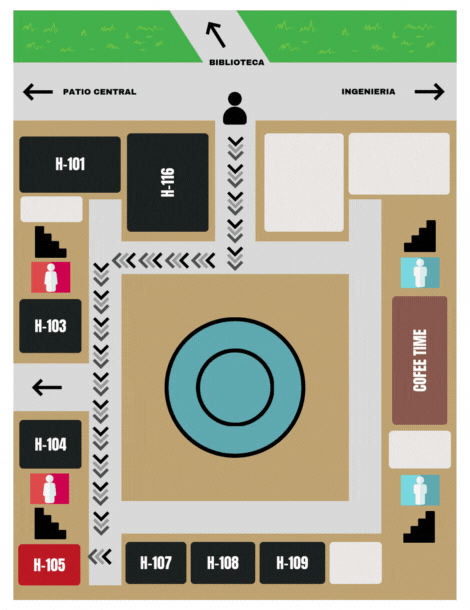 BIBLIOTECA
PATIO CENTRAL
INGENIERIA
H-101
H-116
H-103
COFEE TIME
H-104
H-105
H-107
H-108
H-109